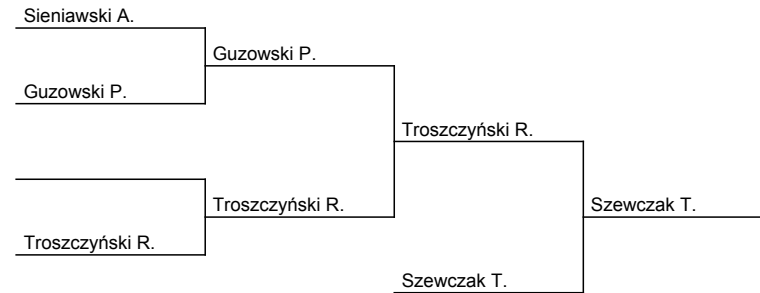 Sieniawski A.
Guzowski P.
Guzowski P.
Troszczyński R.
Troszczyński R.
Szewczak T.
Troszczyński R.
Szewczak T.